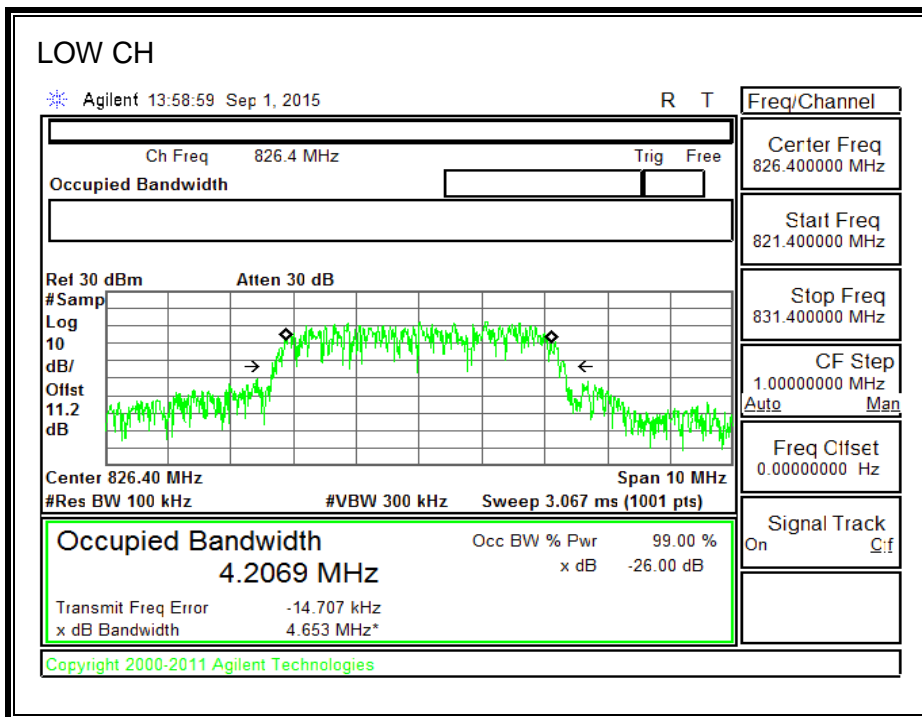 LOW CH
Agilent 13:58:59 Sep 1, 2015 R T
Freq/Channel
Ch Freq 826.4 MHz Trig Free
Occupied Bandwidth
Center Freq
826.400000 MHz
Start Freq
821.400000 MHz
Stop Freq
831.400000 MHz
CF Step
1.00000000 MHz
Auto Man
Freq Offset
0.00000000 Hz
Signal Track
On Off
Ref 30 dBm Atten 30 dB
#Samp
Log
10
dB/
Offst
11.2
dB
Center 826.40 MHz Span 10 MHz
#Res BW 100 kHz #VBW 300 kHz Sweep 3.067 ms (1001 pts)
Occupied Bandwidth Occ BW % Pwr 99.00 %
4.2069 MHz x dB -26.00 dB
Transmit Freq Error -14.707 kHz
x dB Bandwidth 4.653 MHz*
Copyright 2000-2011 Agilent Technologies